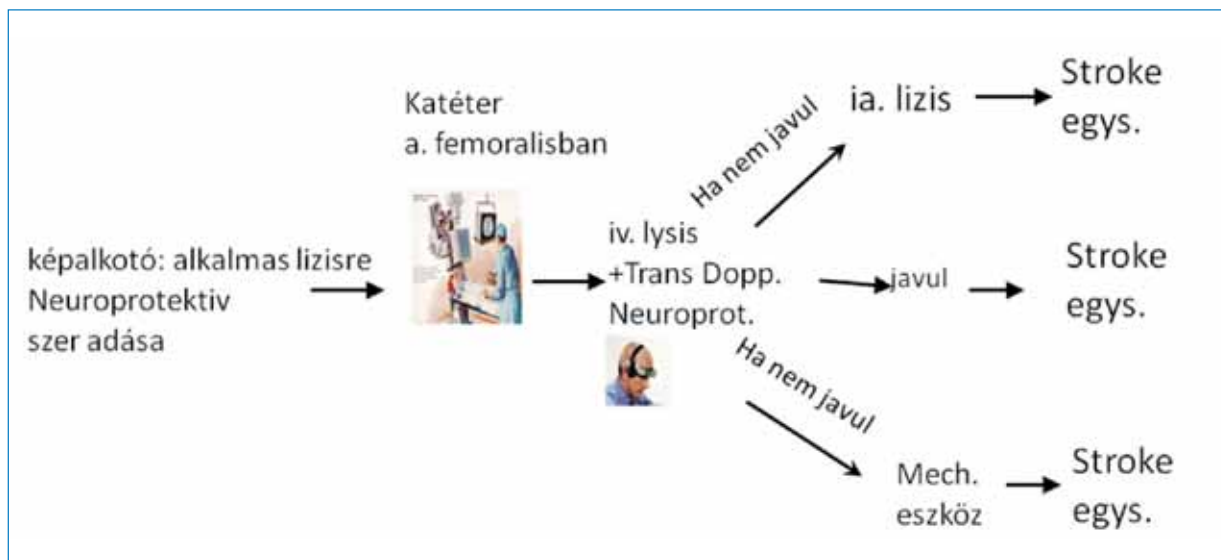 képalkotó: alkalmas lizisre
Neuroprotektiv
szer adása
Katéter
a. femoralisban
iv. lysis
+Trans Dopp.
Neuroprot.
Ha nem javul
ia. lizis
Stroke
egys.
javul
Stroke
egys.
Ha nem javul
Mech.
eszköz
Stroke
egys.